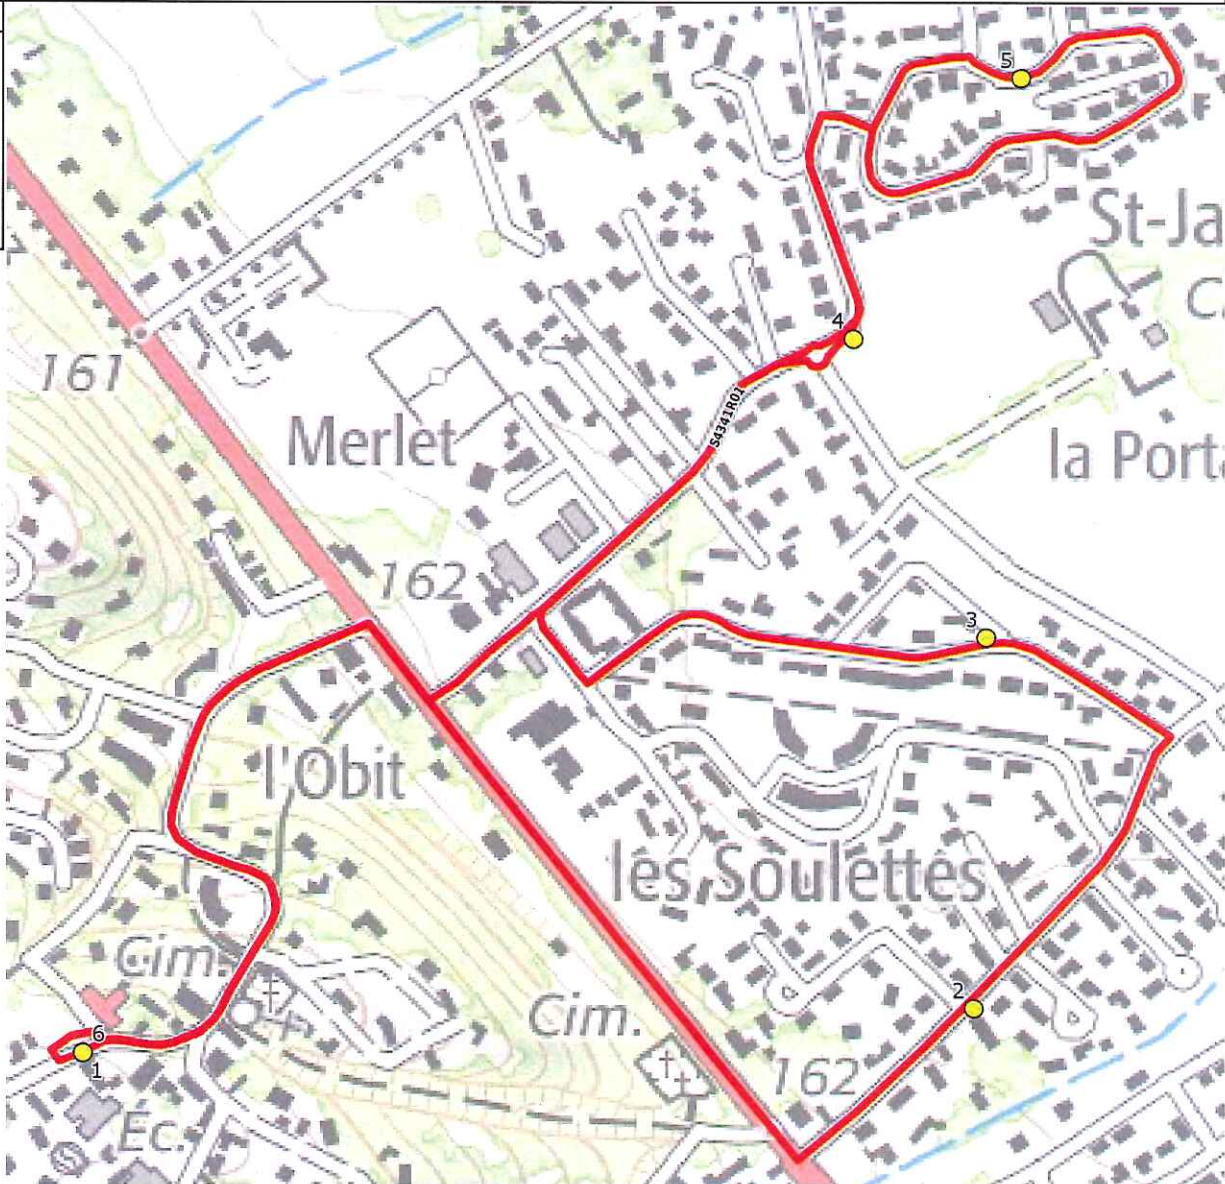 5
St-Ja
C.
4
161
S4341R01
Merlet
la Porta
162
3
l'Obit
les Soulettes
Cim.
2
Cim.
6
162
1
Éc.